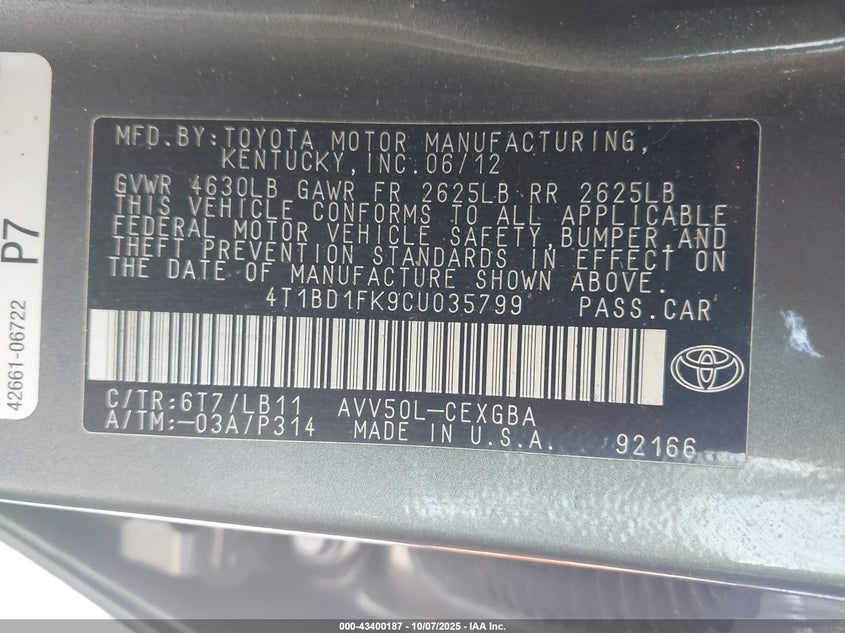 MFD.BY:TOYOTA MOTOR MANUFACTURING,
KENTUCKY,INC.06/12
GVWR 4630LB GAWR FR 2625LB RR 2625LB
THIS VEHICLE CONFORMS TO ALL APPLICABLE
FEDERAL MOTOR VEHICLE SAFETY,BUMPER,AND
THEFT PREVENTION STANDARDS IN EFFECT ON
THE DATE OF MANUFACTURE SHOWN ABOVE.
4T1BD1FK9CU035799 PASS.CAR
C/TR:6T7/LB11 AVV50L-CEXGBA
A/TM:-03A/P314 MADE IN U.S.A. 92166
P7
42661-06722
000-43400187 - 10/07/2025 - IAA Inc.